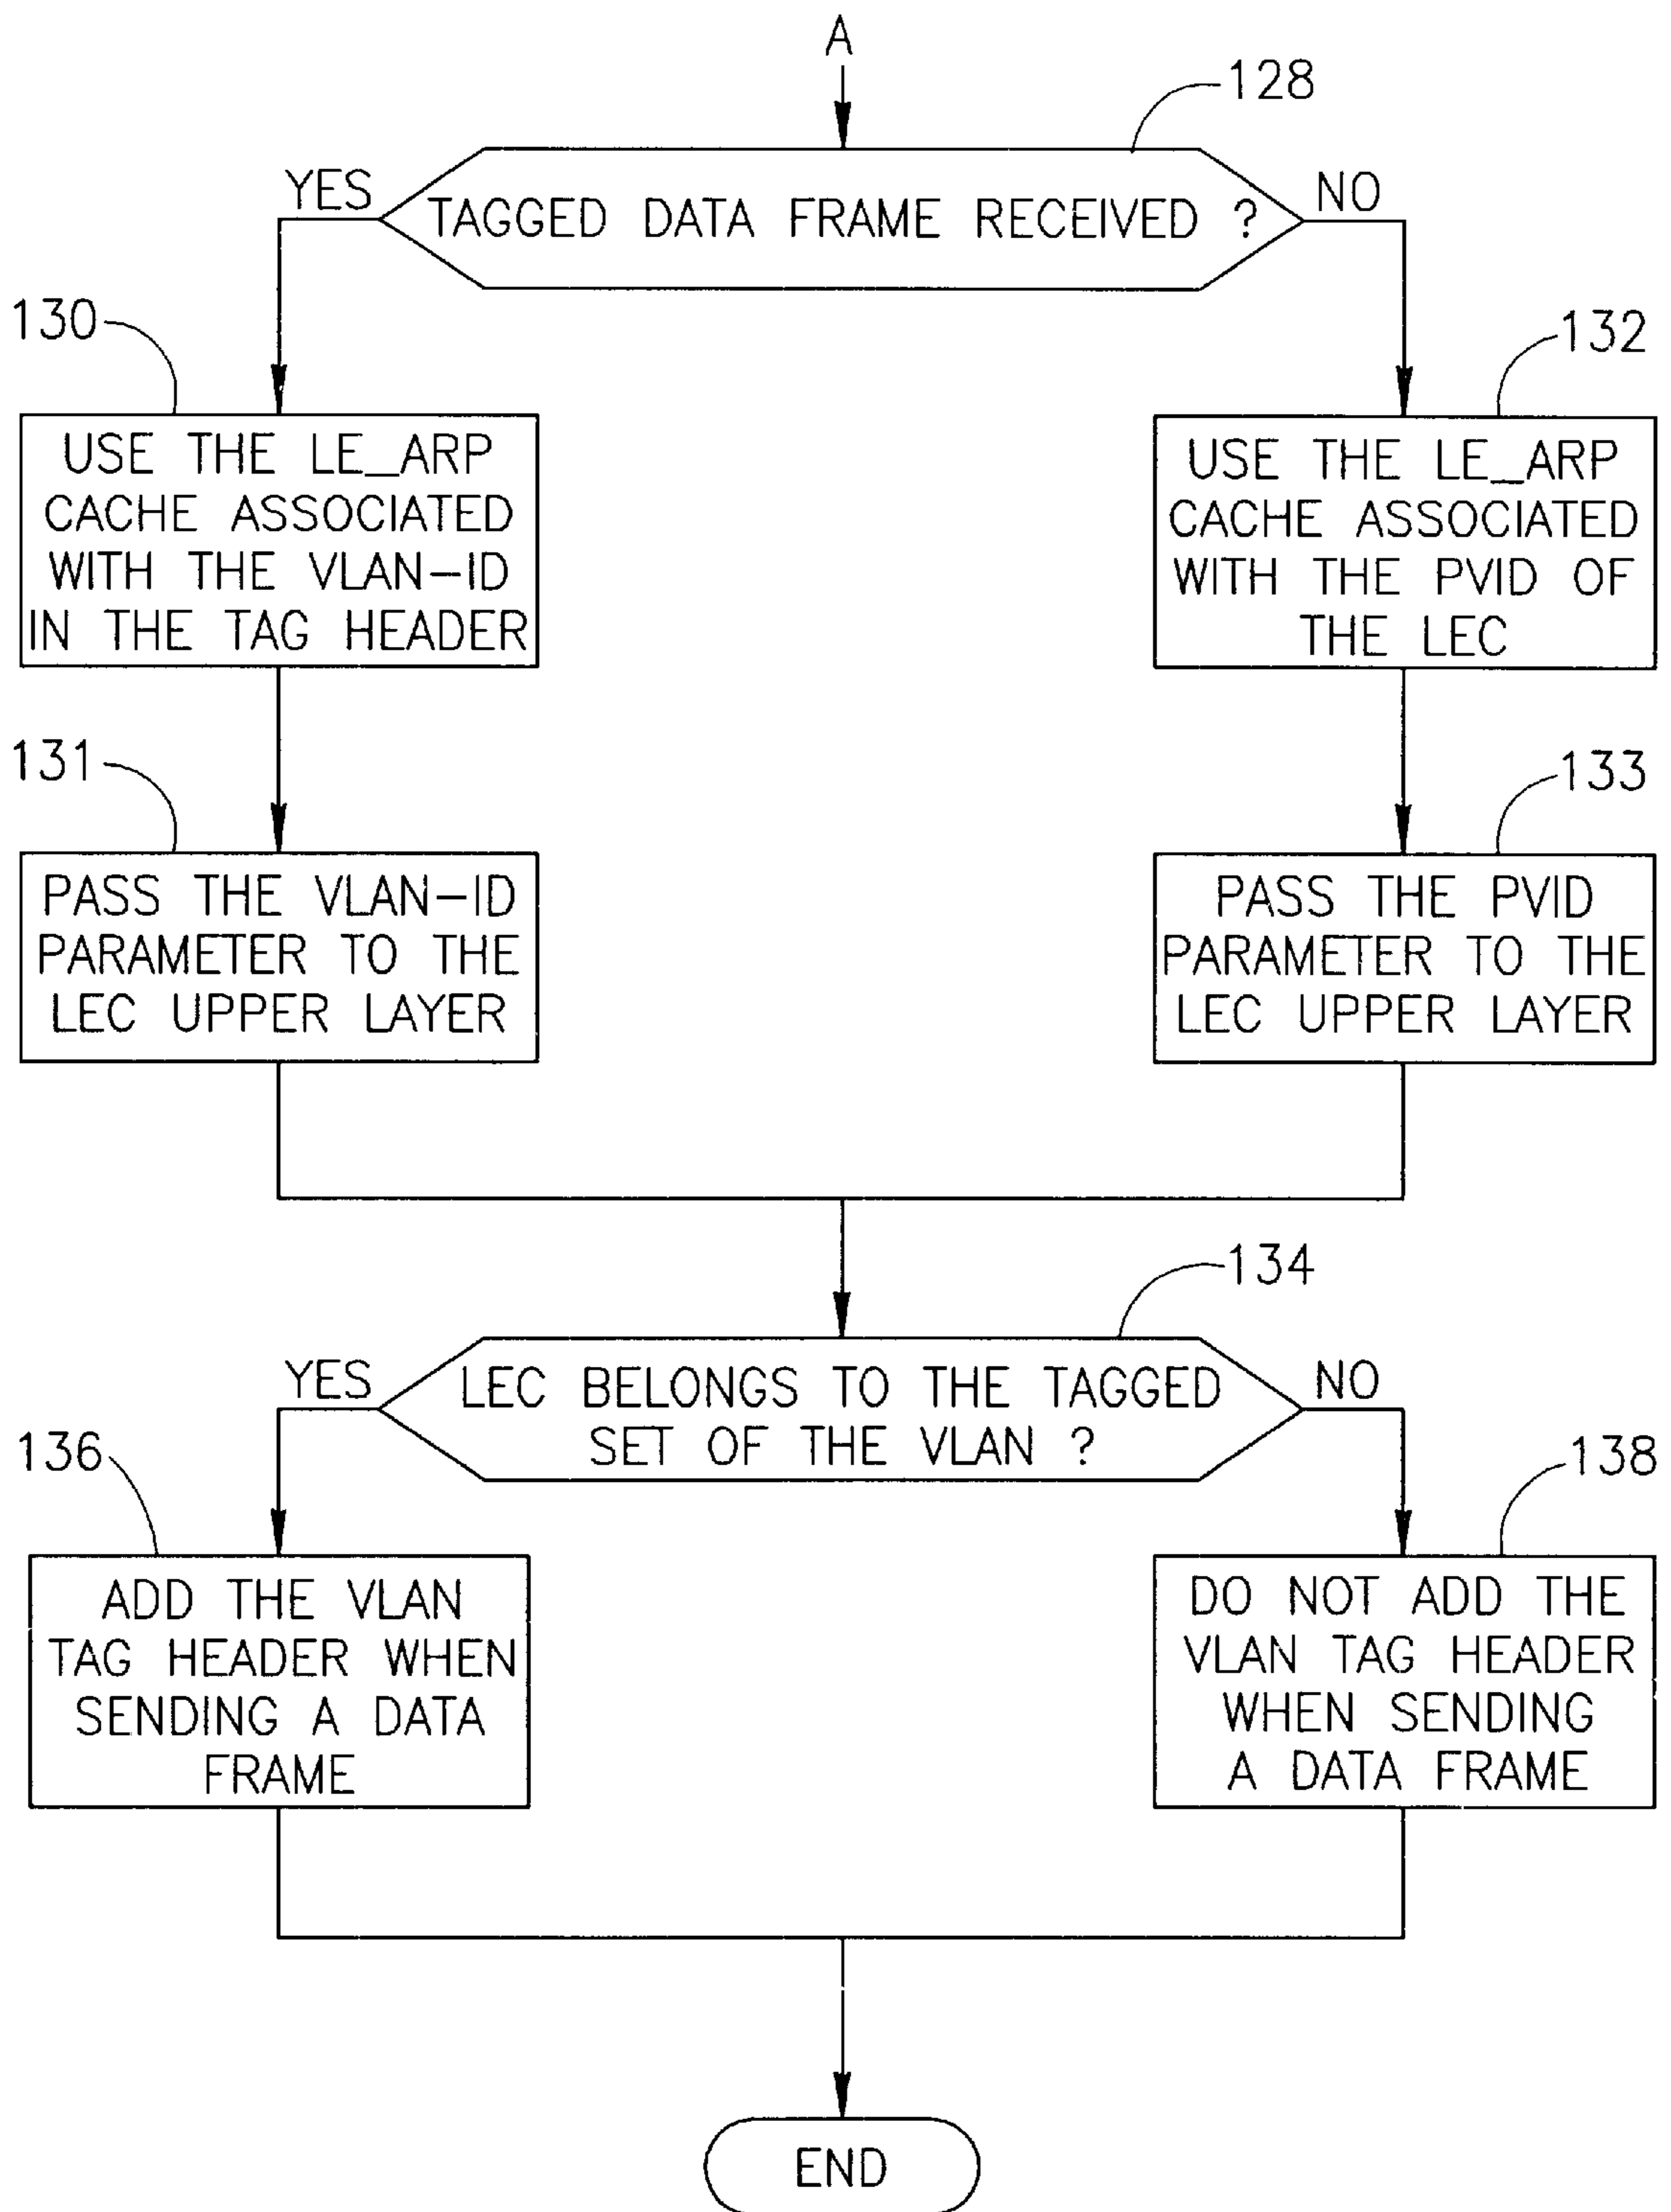 A
128
YES
TAGGED DATA FRAME RECEIVED ?
NO
130
132
USE THE LE_ARP
CACHE ASSOCIATED
WITH THE VLAN-ID
IN THE TAG HEADER
USE THE LE_ARP
CACHE ASSOCIATED
WITH THE PVID OF
THE LEC
131
133
PASS THE VLAN-ID
PARAMETER TO THE
LEC UPPER LAYER
PASS THE PVID
PARAMETER TO THE
LEC UPPER LAYER
134
YES
LEC BELONGS TO THE TAGGED
SET OF THE VLAN ?
NO
136
138
ADD THE VLAN
TAG HEADER WHEN
SENDING A DATA
FRAME
DO NOT ADD THE
VLAN TAG HEADER
WHEN SENDING
A DATA FRAME
END